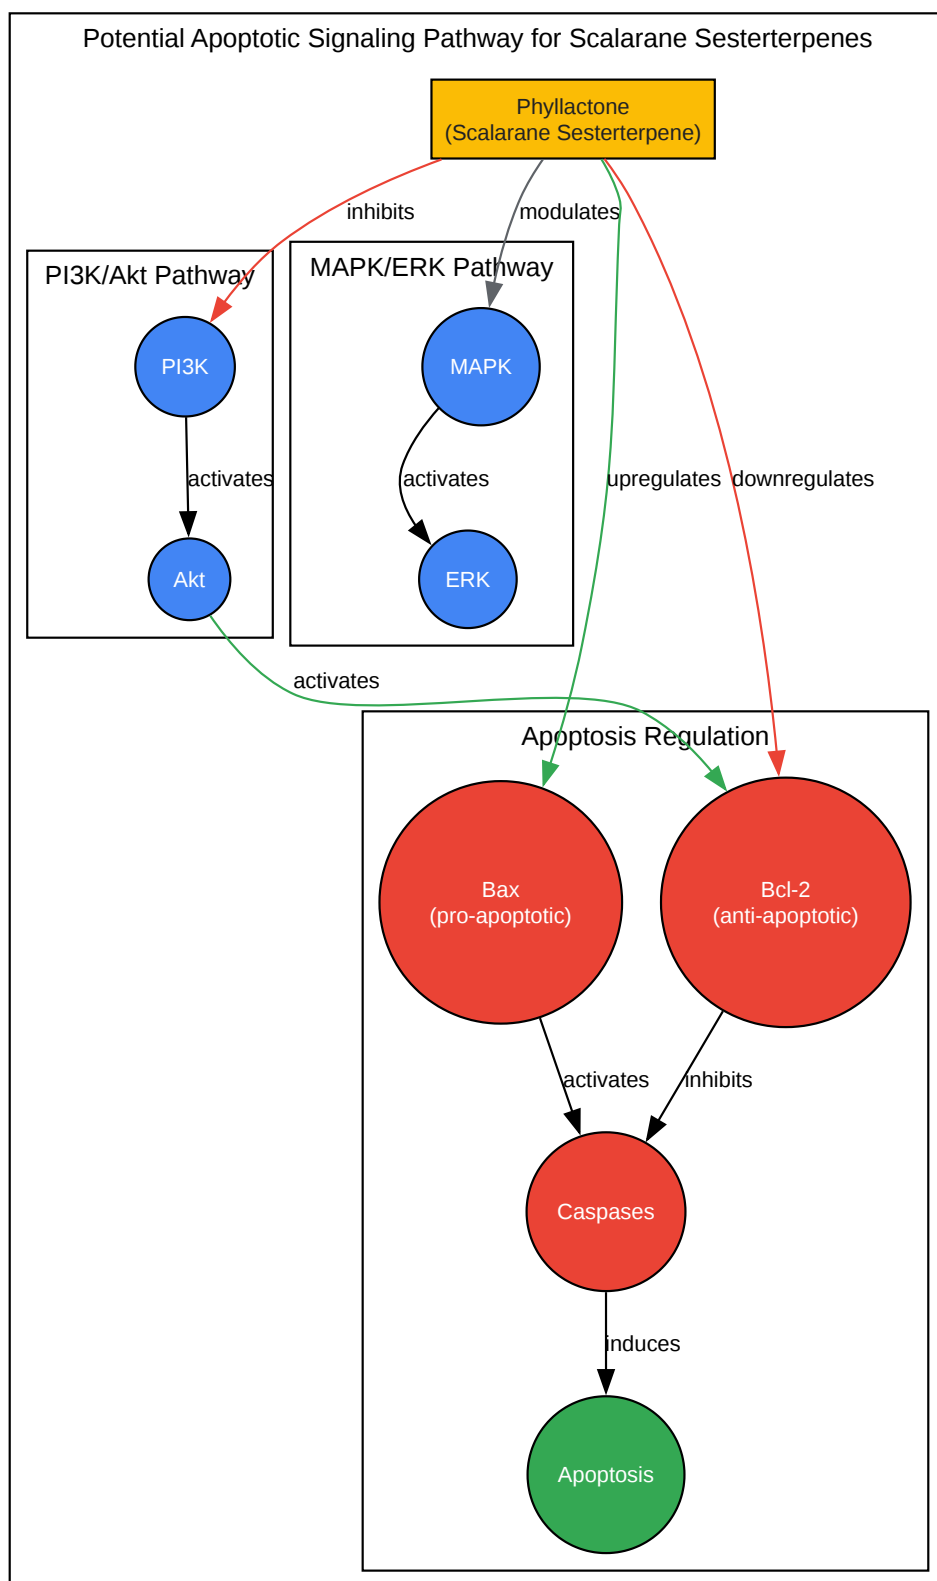 Potential Apoptotic Signaling Pathway for Scalarane Sesterterpenes
Phyllactone
(Scalarane Sesterterpene)
inhibits
modulates
PI3K/Akt Pathway
MAPK/ERK Pathway
PI3K
MAPK
activates
activates
upregulates
downregulates
Akt
ERK
activates
Apoptosis Regulation
Bax
(pro-apoptotic)
Bcl-2
(anti-apoptotic)
activates
inhibits
Caspases
induces
Apoptosis